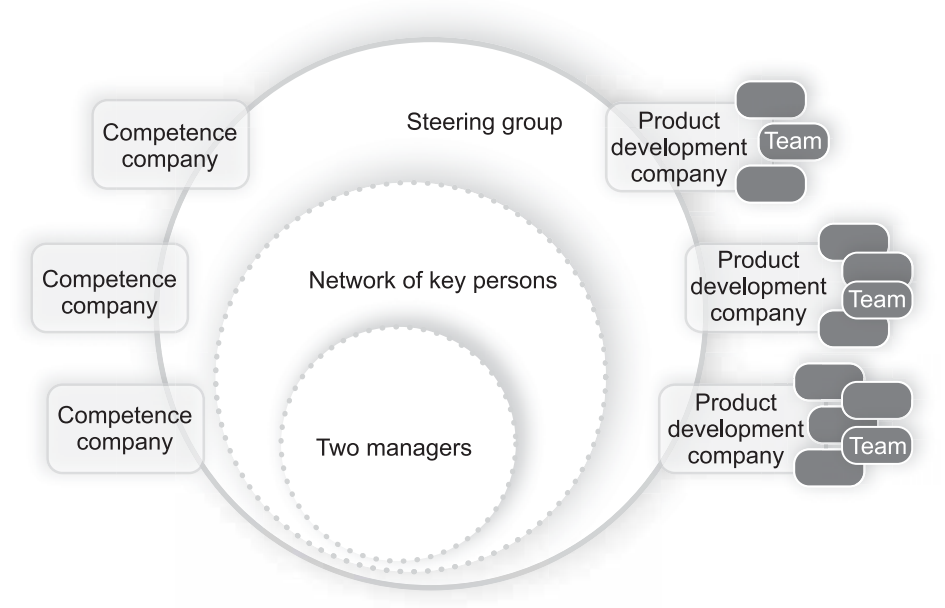 Steering group
Competence
company
Product
development
company
Team
Competence
company
Network of key persons
Product
development
company
Team
Competence
company
Two managers
Product
development
company
Team